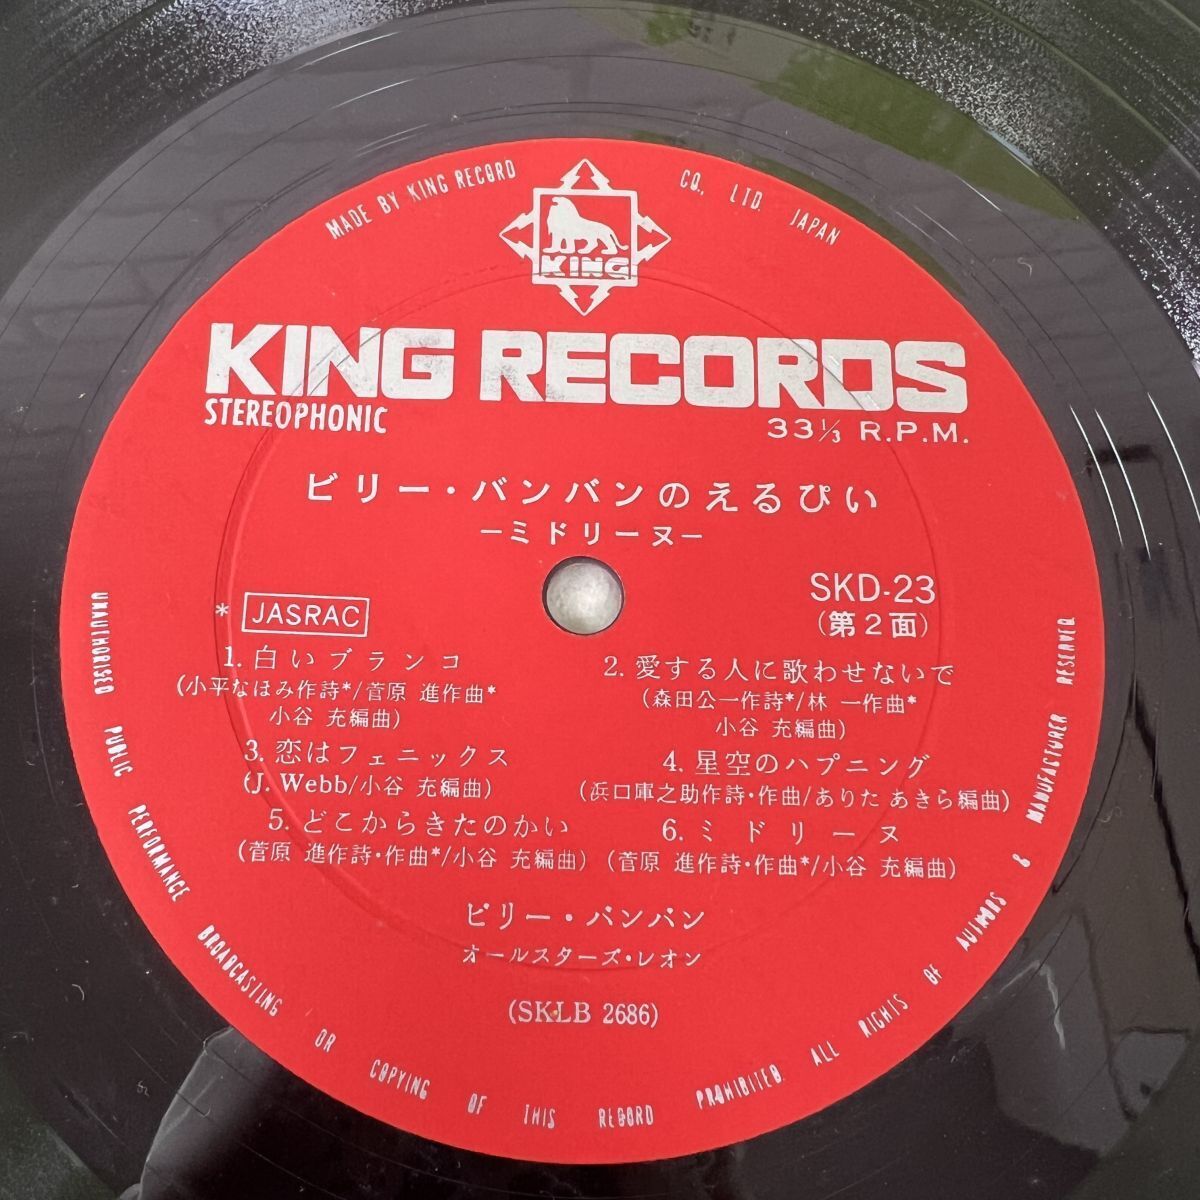 MADE BY KING RECORD CO., LTD. JAPAN
KING
KING RECORDS
STEREOPHONIC
33⅓ R.P.M.
ビリー・バンバンのえるぴい
−ミドリーヌ−
SKD-23
(第2面)
* JASRAC
1. 白いブランコ
(小平なほみ作詩*/菅原 進作曲*
小谷 充編曲)
2. 愛する人に歌わせないで
(森田公一作詩*/林 一作曲*
小谷 充編曲)
3. 恋はフェニックス
(J. Webb/小谷 充編曲)
4. 星空のハプニング
(浜口庫之助作詩・作曲/ありた あきら編曲)
5. どこからきたのかい
(菅原 進作詩・作曲*/小谷 充編曲)
6. ミドリーヌ
(菅原 進作詩・作曲*/小谷 充編曲)
ビリー・バンバン
オールスターズ・レオン
(SKLB 2686)
UNAUTHORISED PUBLIC PERFORMANCE BROADCASTING OR COPYING OF THIS RECORD PROHIBITED. ALL RIGHTS OF AUTHORS & MANUFACTURER RESERVED